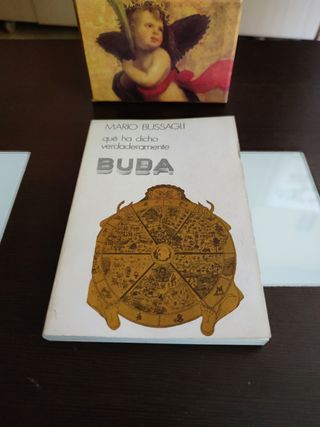 MARIO BUSSAGLI
qué ha dicho
verdaderamente
BUDA